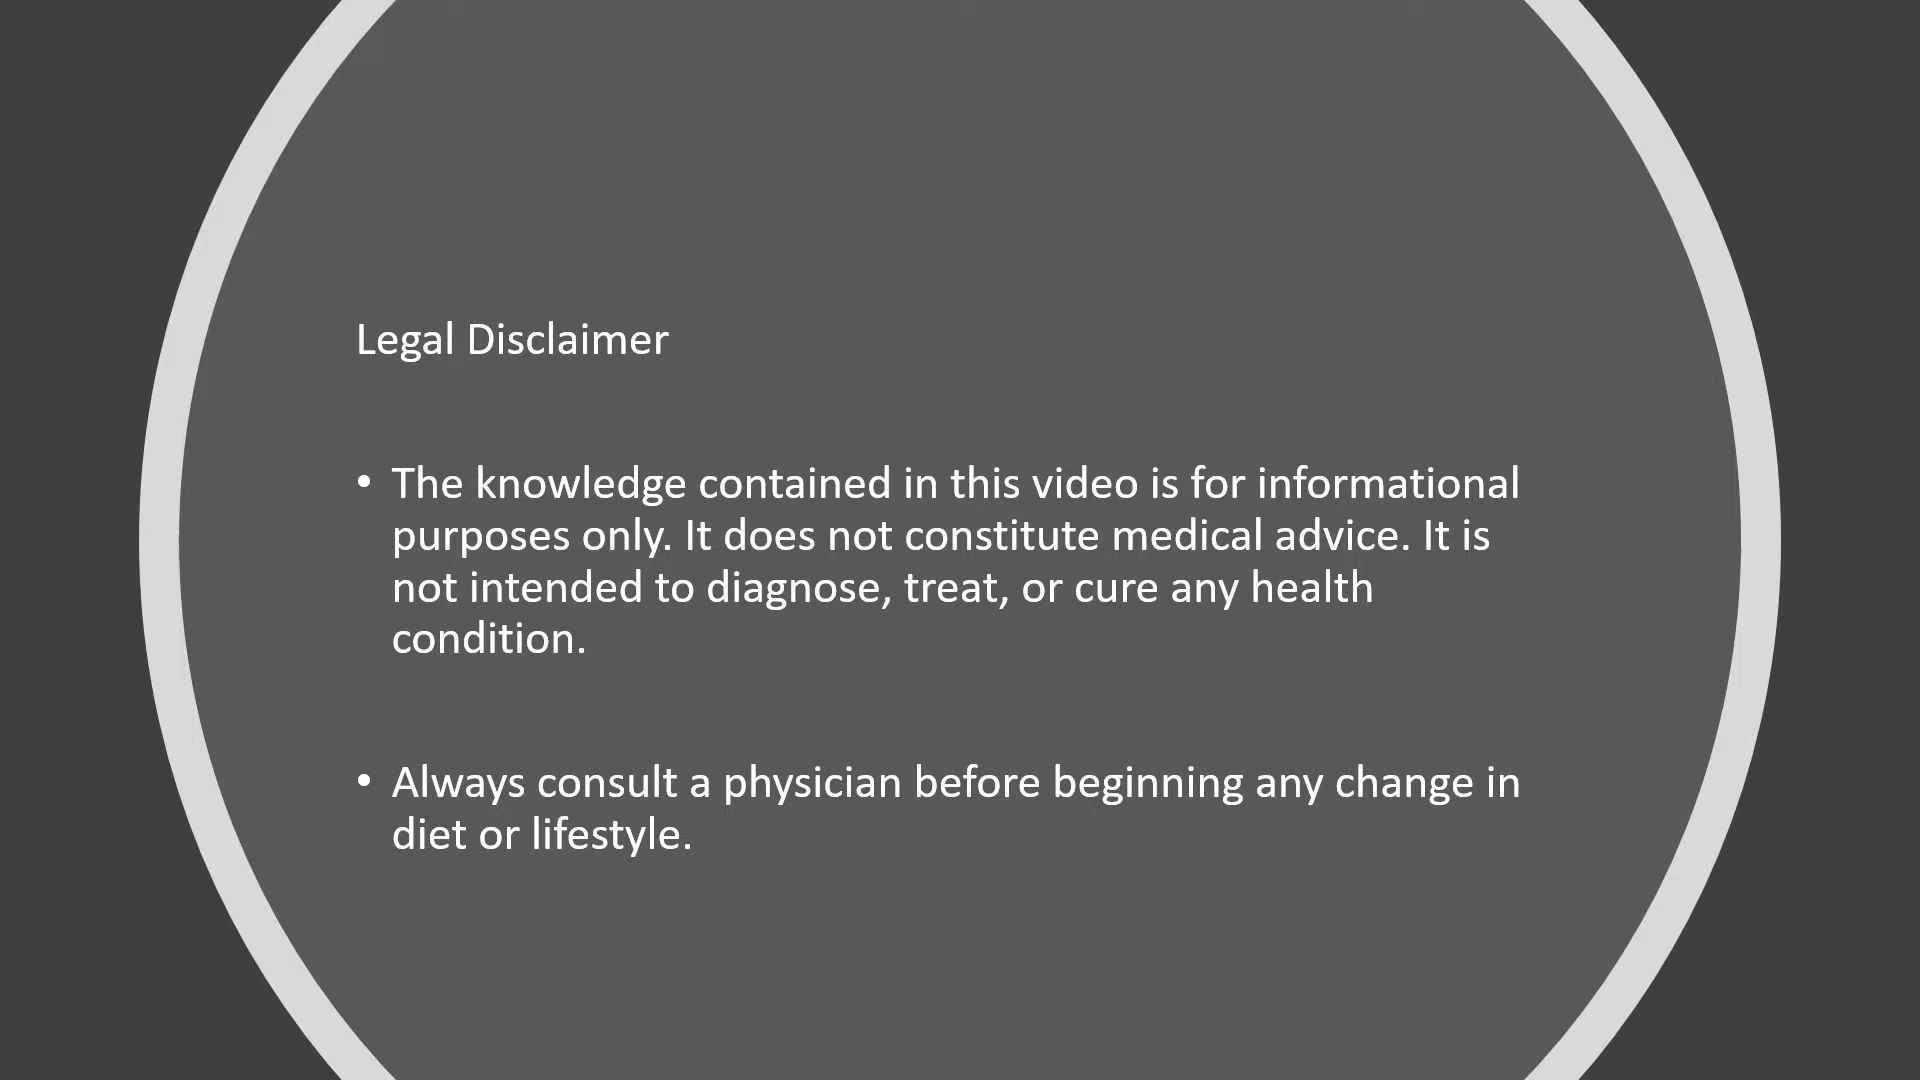 Legal Disclaimer
• The knowledge contained in this video is for informational
purposes only. It does not constitute medical advice. It is
not intended to diagnose, treat, or cure any health
condition.
• Always consult a physician before beginning any change in
diet or lifestyle.